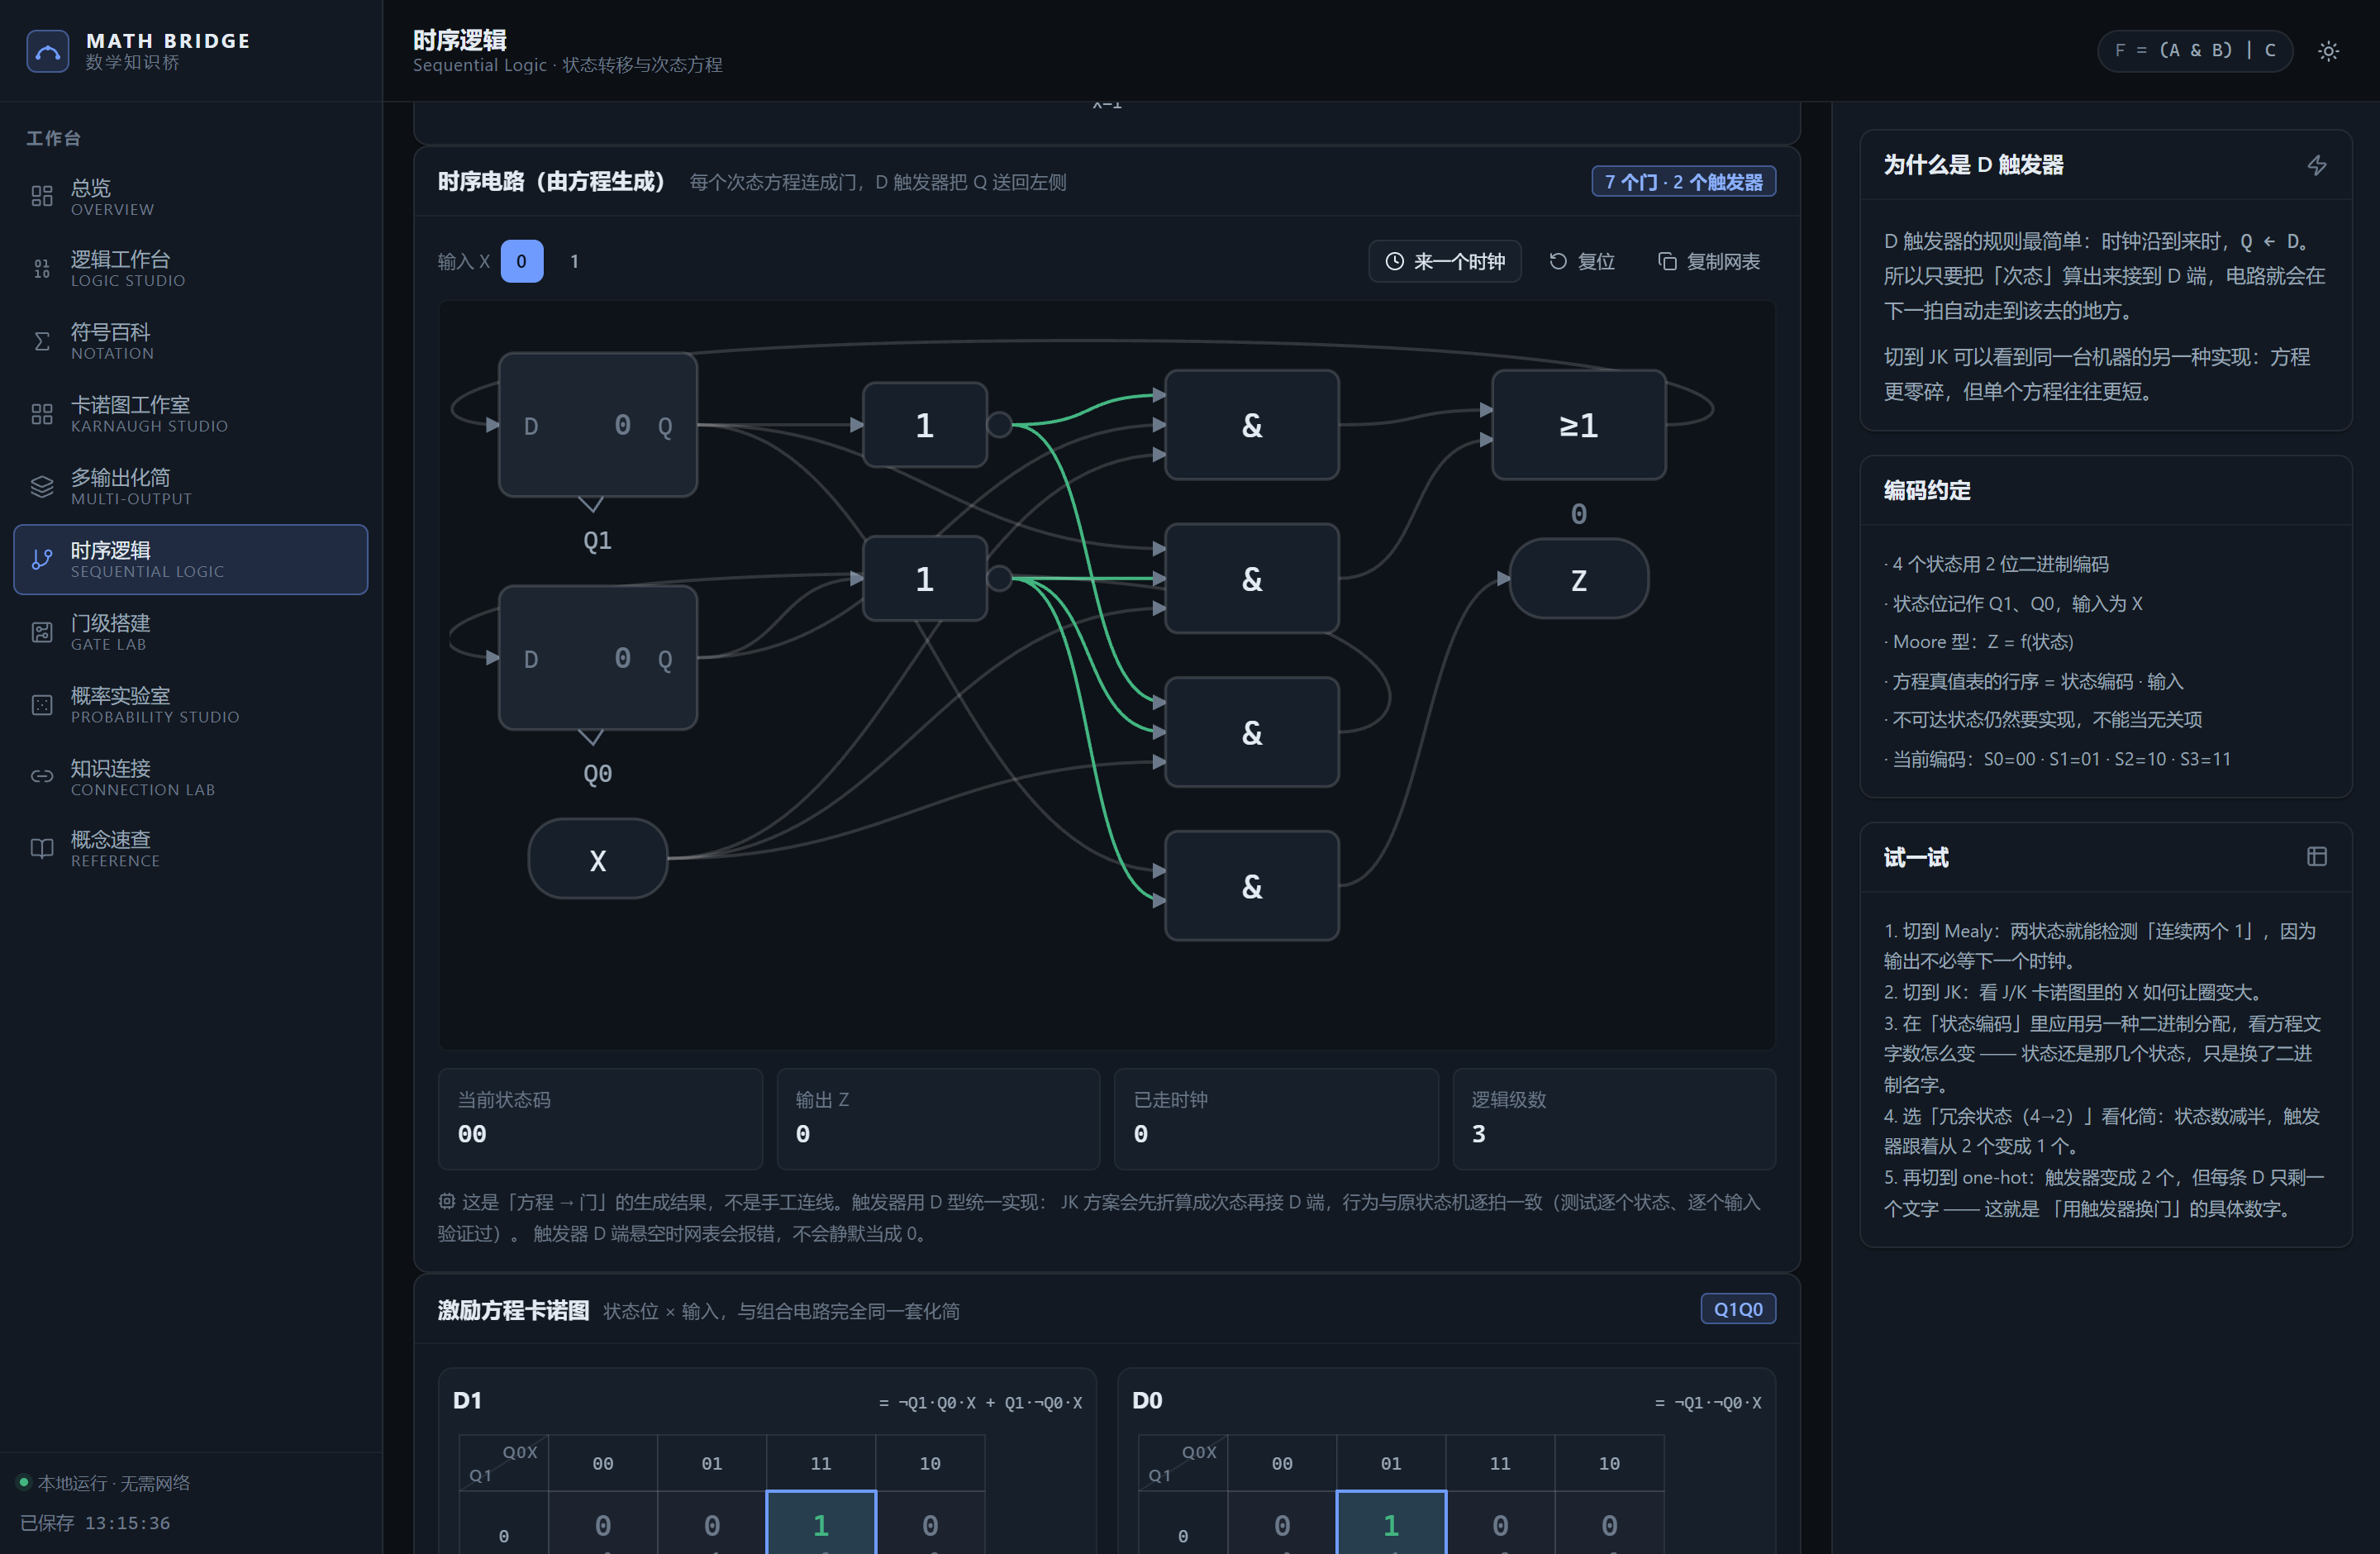 MATH BRIDGE
数学知识桥
工作台
总览
OVERVIEW
逻辑工作台
LOGIC STUDIO
符号百科
NOTATION
卡诺图工作室
KARNAUGH STUDIO
多输出化简
MULTI-OUTPUT
时序逻辑
SEQUENTIAL LOGIC
门级搭建
GATE LAB
概率实验室
PROBABILITY STUDIO
知识连接
CONNECTION LAB
概念速查
REFERENCE
本地运行 · 无需网络
已保存 13:15:36
时序逻辑
Sequential Logic · 状态转移与次态方程
F = (A & B) | C
X=1
时序电路（由方程生成） 每个次态方程连成门，D 触发器把 Q 送回左侧
7 个门 · 2 个触发器
输入 X 0 1
来一个时钟 复位 复制网表
D 0 Q
Q1
D 0 Q
Q0
X
1
1
&
&
&
&
≥1
0
Z
当前状态码
00
输出 Z
0
已走时钟
0
逻辑级数
3
这是「方程 → 门」的生成结果，不是手工连线。触发器用 D 型统一实现： JK 方案会先折算成次态再接 D 端，行为与原状态机逐拍一致（测试逐个状态、逐个输入
验证过）。 触发器 D 端悬空时网表会报错，不会静默当成 0。
激励方程卡诺图 状态位 × 输入，与组合电路完全同一套化简
Q1Q0
D1 = ¬Q1·Q0·X + Q1·¬Q0·X
Q0X
Q1
00 01 11 10
0 0 0 1 0
D0 = ¬Q1·¬Q0·X
Q0X
Q1
00 01 11 10
0 0 1 0 0
为什么是 D 触发器
D 触发器的规则最简单：时钟沿到来时，Q ← D。
所以只要把「次态」算出来接到 D 端，电路就会在
下一拍自动走到该去的地方。
切到 JK 可以看到同一台机器的另一种实现：方程
更零碎，但单个方程往往更短。
编码约定
· 4 个状态用 2 位二进制编码
· 状态位记作 Q1、Q0，输入为 X
· Moore 型：Z = f(状态)
· 方程真值表的行序 = 状态编码 · 输入
· 不可达状态仍然要实现，不能当无关项
· 当前编码：S0=00 · S1=01 · S2=10 · S3=11
试一试
1. 切到 Mealy：两状态就能检测「连续两个 1」，因为
输出不必等下一个时钟。
2. 切到 JK：看 J/K 卡诺图里的 X 如何让圈变大。
3. 在「状态编码」里应用另一种二进制分配，看方程文
字数怎么变 —— 状态还是那几个状态，只是换了二进
制名字。
4. 选「冗余状态（4→2）」看化简：状态数减半，触发
器跟着从 2 个变成 1 个。
5. 再切到 one-hot：触发器变成 2 个，但每条 D 只剩一
个文字 —— 这就是 「用触发器换门」的具体数字。